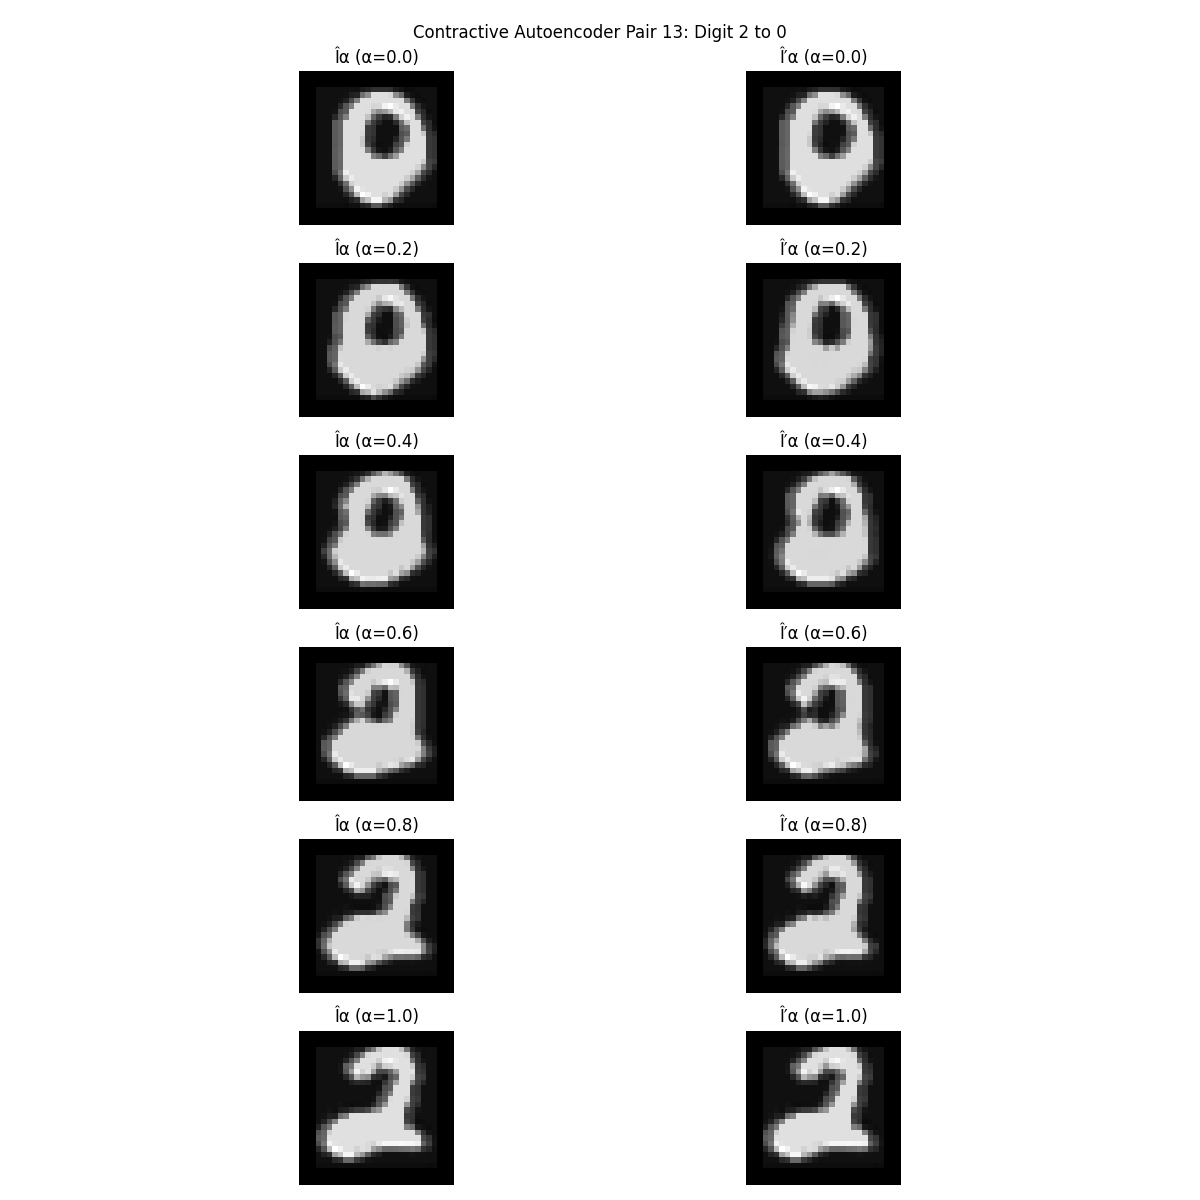 Contractive Autoencoder Pair 13: Digit 2 to 0
Îα (α=0.0)
Î′α (α=0.0)
Îα (α=0.2)
Î′α (α=0.2)
Îα (α=0.4)
Î′α (α=0.4)
Îα (α=0.6)
Î′α (α=0.6)
Îα (α=0.8)
Î′α (α=0.8)
Îα (α=1.0)
Î′α (α=1.0)